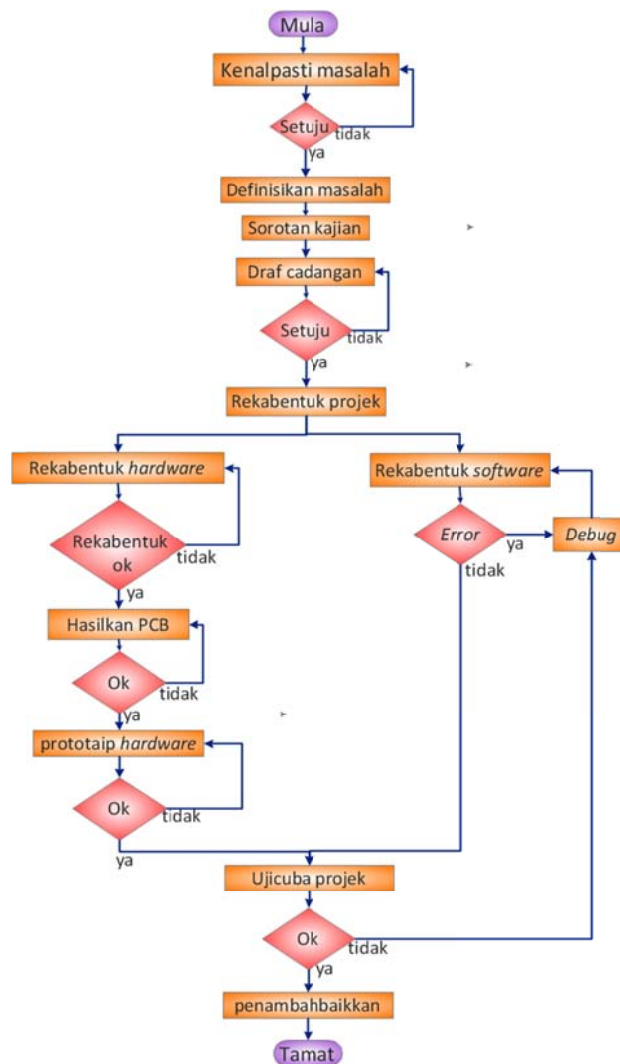 Mula
Kenalpasti masalah
Setuju
tidak
ya
Definisikan masalah
Sorotan kajian
Draf cadangan
Setuju
tidak
ya
Rekabentuk projek
Rekabentuk hardware
Rekabentuk
ok
tidak
ya
Hasilkan PCB
Ok
tidak
ya
prototaip hardware
Ok
tidak
ya
Rekabentuk software
Error
ya
tidak
Debug
Ujicuba projek
Ok
tidak
ya
penambahbaikkan
Tamat